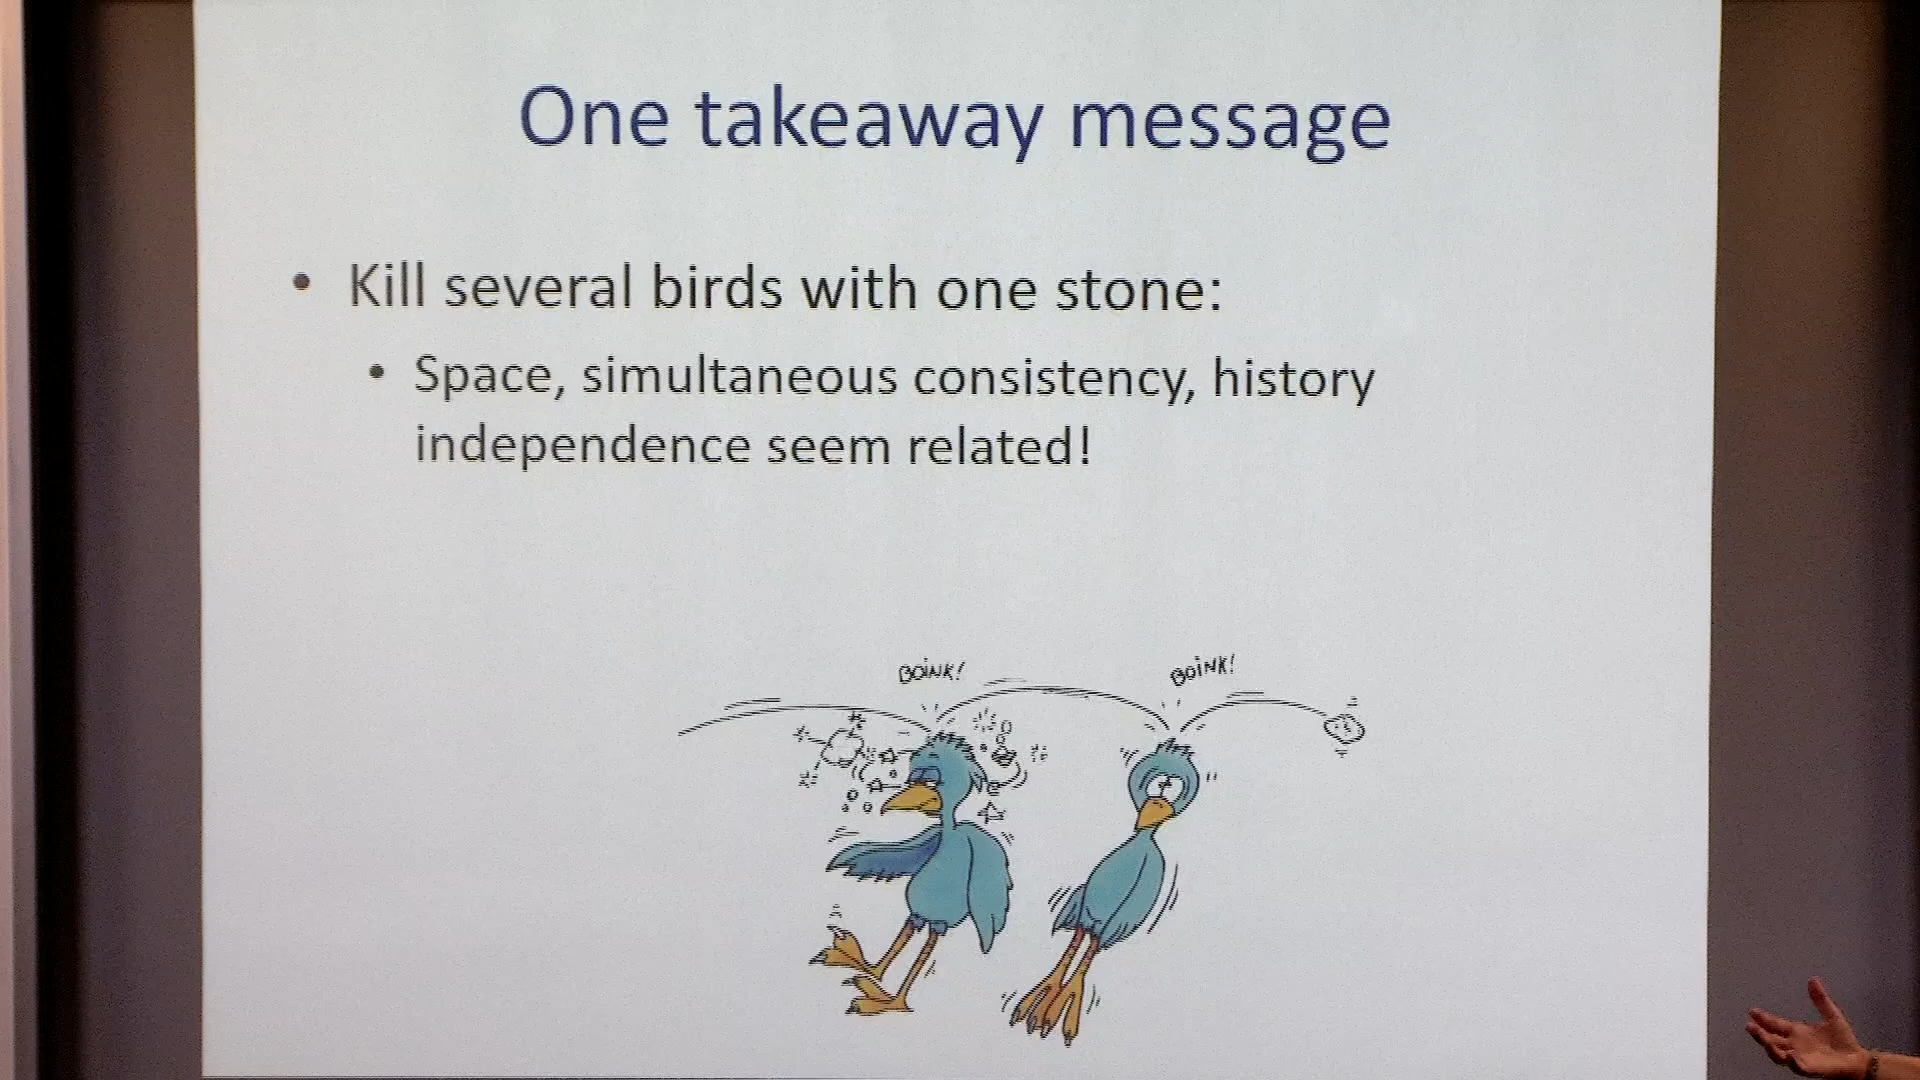 One takeaway message
• Kill several birds with one stone:
• Space, simultaneous consistency, history
independence seem related!
BOiNK!
BOiNK!